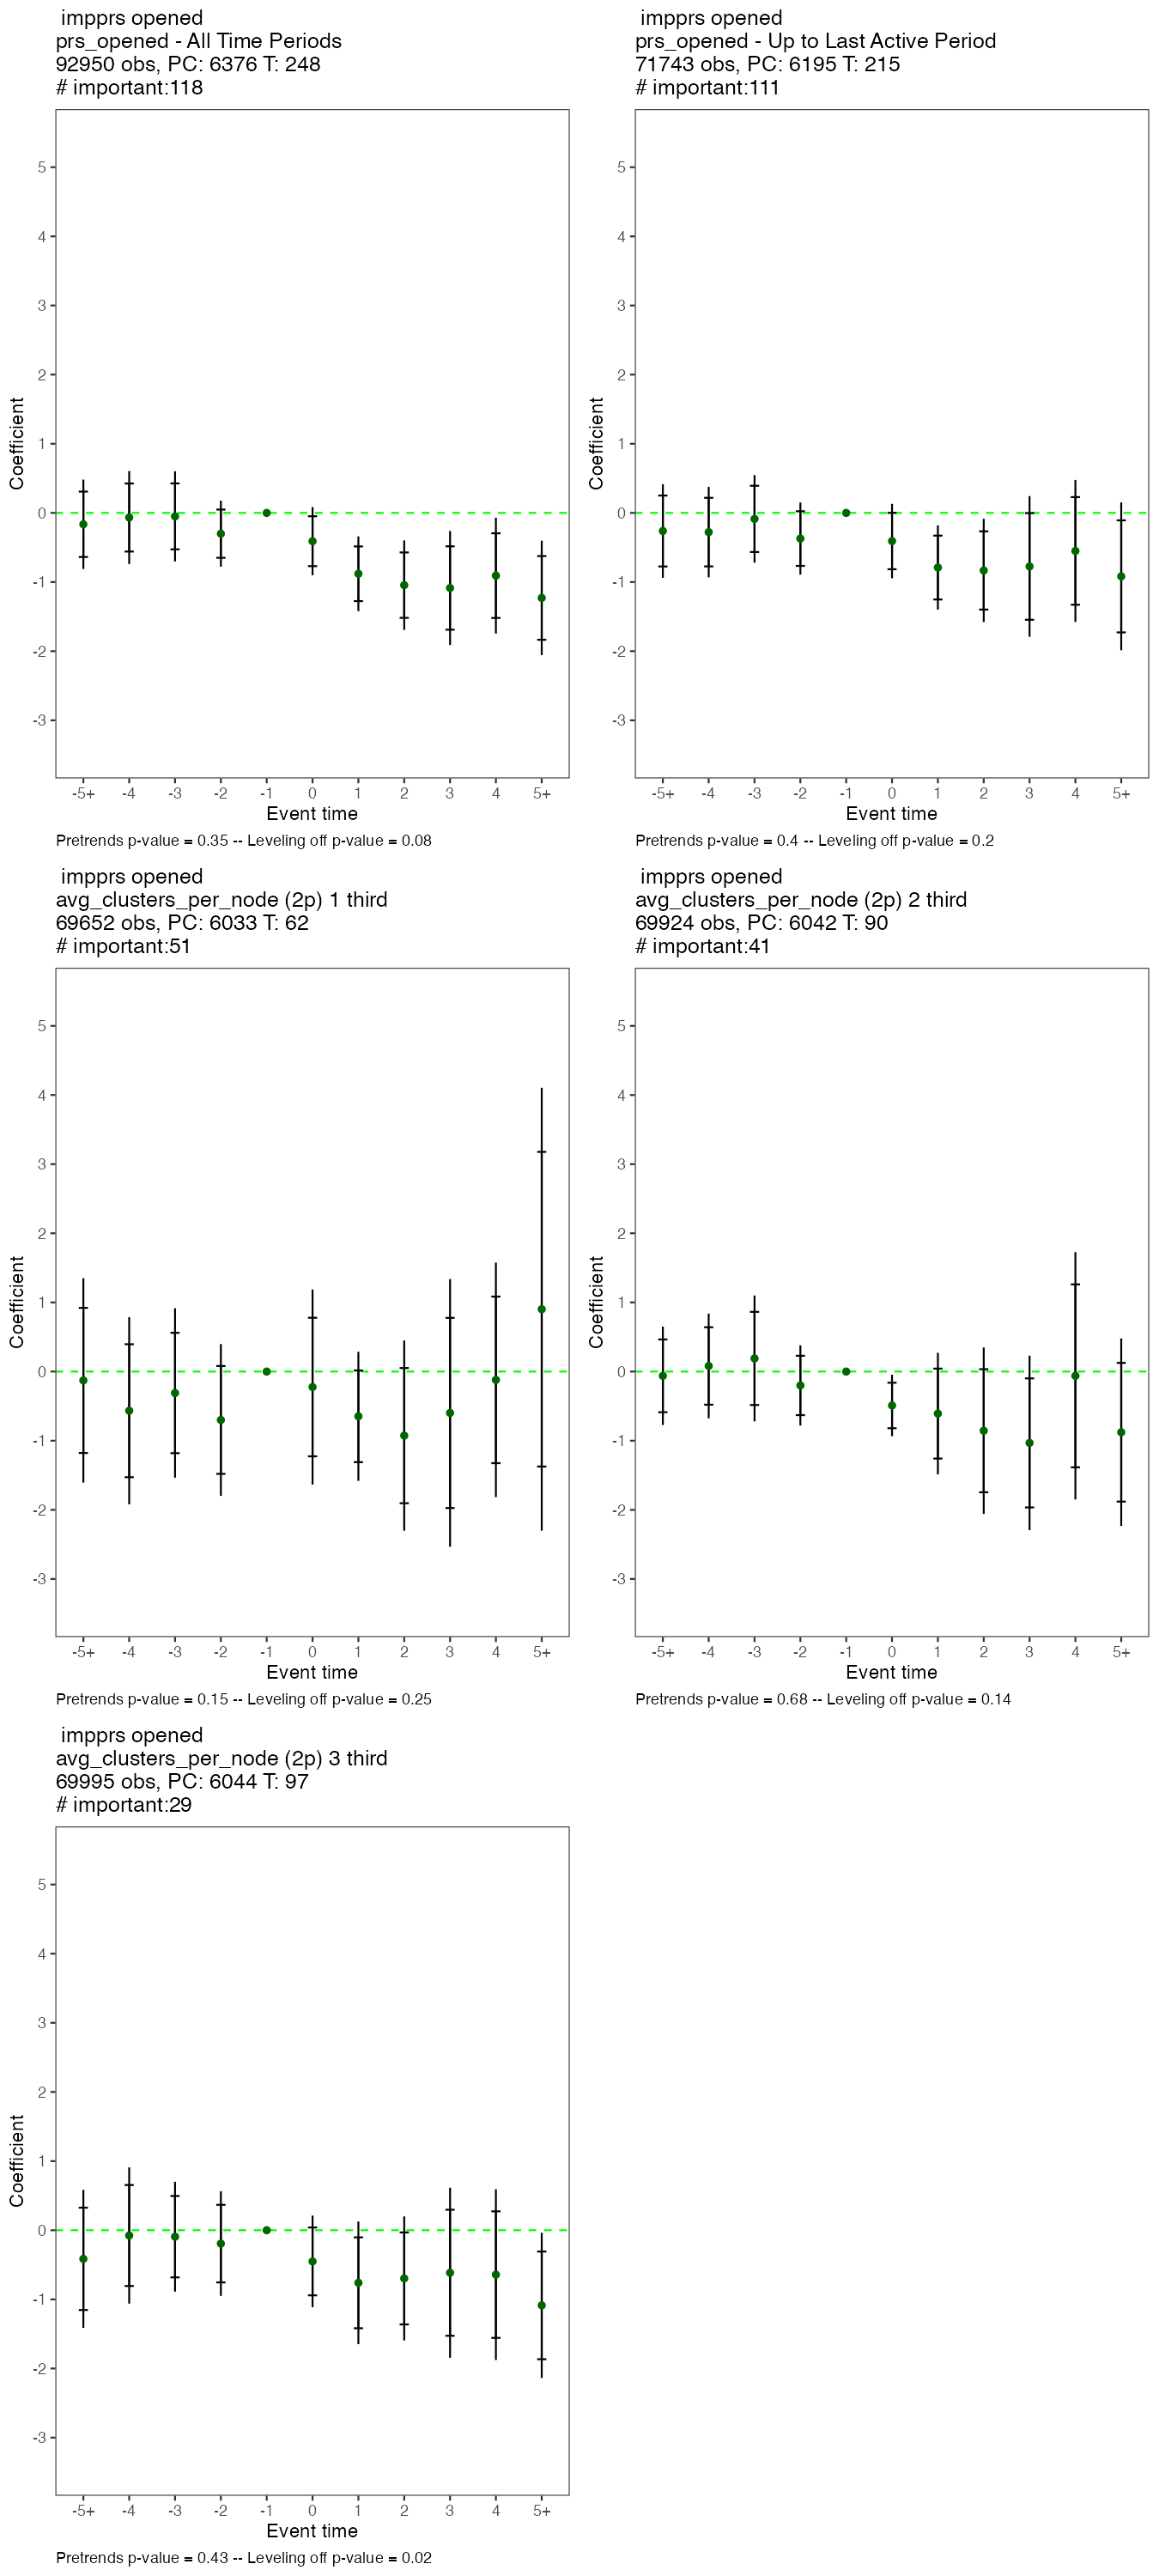 impprs opened
prs_opened - All Time Periods
92950 obs, PC: 6376 T: 248
# important:118
5
4
3
2
1
0
-1
-2
-3
Coefficient
-5+ -4 -3 -2 -1 0 1 2 3 4 5+
Event time
Pretrends p-value = 0.35 -- Leveling off p-value = 0.08
impprs opened
prs_opened - Up to Last Active Period
71743 obs, PC: 6195 T: 215
# important:111
5
4
3
2
1
0
-1
-2
-3
Coefficient
-5+ -4 -3 -2 -1 0 1 2 3 4 5+
Event time
Pretrends p-value = 0.4 -- Leveling off p-value = 0.2
impprs opened
avg_clusters_per_node (2p) 1 third
69652 obs, PC: 6033 T: 62
# important:51
5
4
3
2
1
0
-1
-2
-3
Coefficient
-5+ -4 -3 -2 -1 0 1 2 3 4 5+
Event time
Pretrends p-value = 0.15 -- Leveling off p-value = 0.25
impprs opened
avg_clusters_per_node (2p) 2 third
69924 obs, PC: 6042 T: 90
# important:41
5
4
3
2
1
0
-1
-2
-3
Coefficient
-5+ -4 -3 -2 -1 0 1 2 3 4 5+
Event time
Pretrends p-value = 0.68 -- Leveling off p-value = 0.14
impprs opened
avg_clusters_per_node (2p) 3 third
69995 obs, PC: 6044 T: 97
# important:29
5
4
3
2
1
0
-1
-2
-3
Coefficient
-5+ -4 -3 -2 -1 0 1 2 3 4 5+
Event time
Pretrends p-value = 0.43 -- Leveling off p-value = 0.02